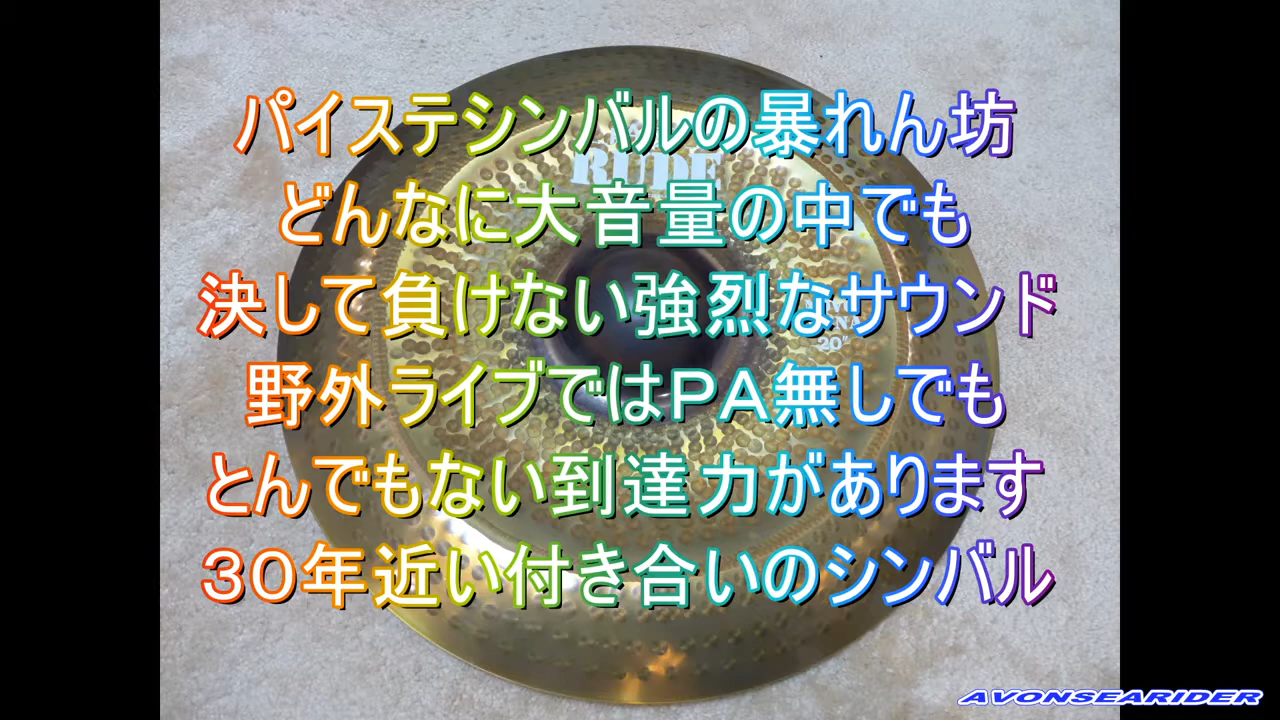 パイステシンバルの暴れん坊
RUDE
どんなに大音量の中でも
決して負けない強烈なサウンド
20"
野外ライブではPA無しでも
とんでもない到達力があります
30年近い付き合いのシンバル
AVONSEARIDER